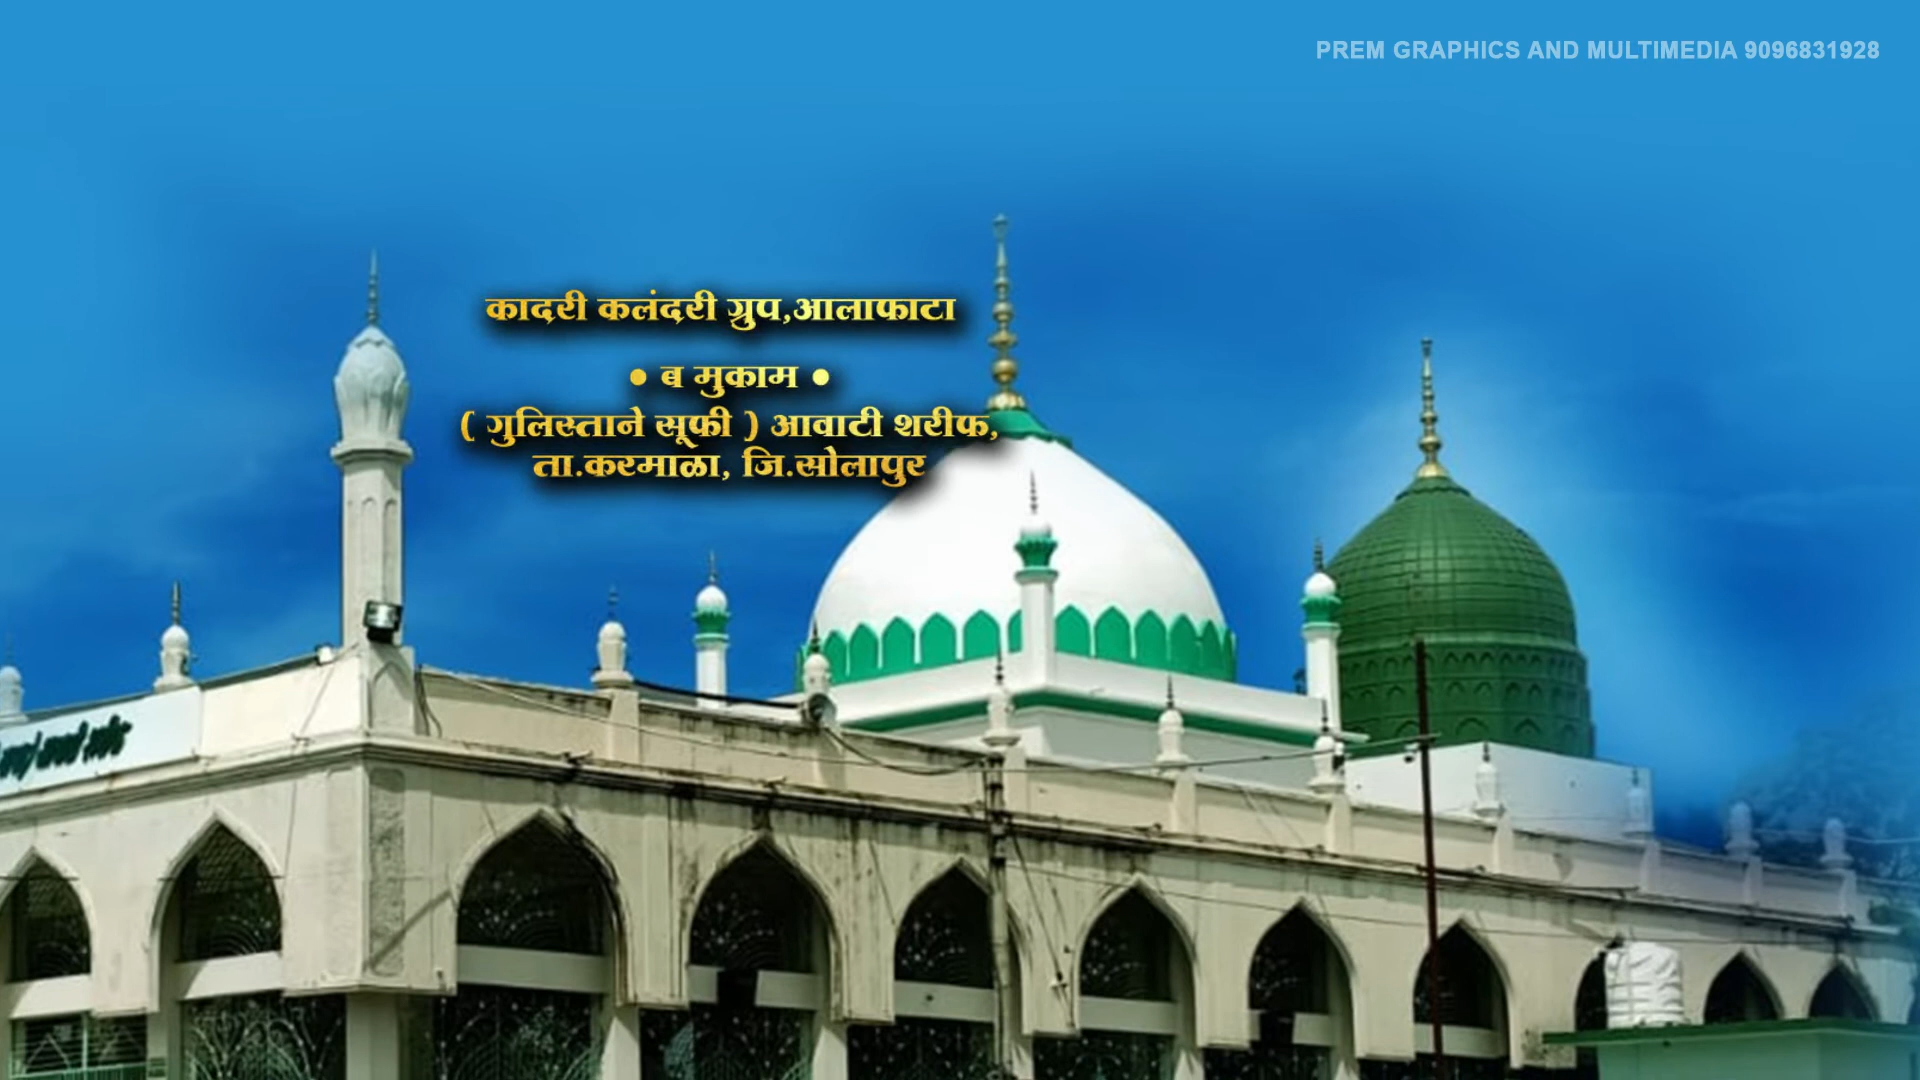 PREM GRAPHICS AND MULTIMEDIA 9096831928
कादरी कलंदरी ग्रुप,आलाफाटा
• ब मुकाम •
( गुलिस्ताने सूफी ) आवाटी शरीफ,
ता.करमाळा, जि.सोलापुर